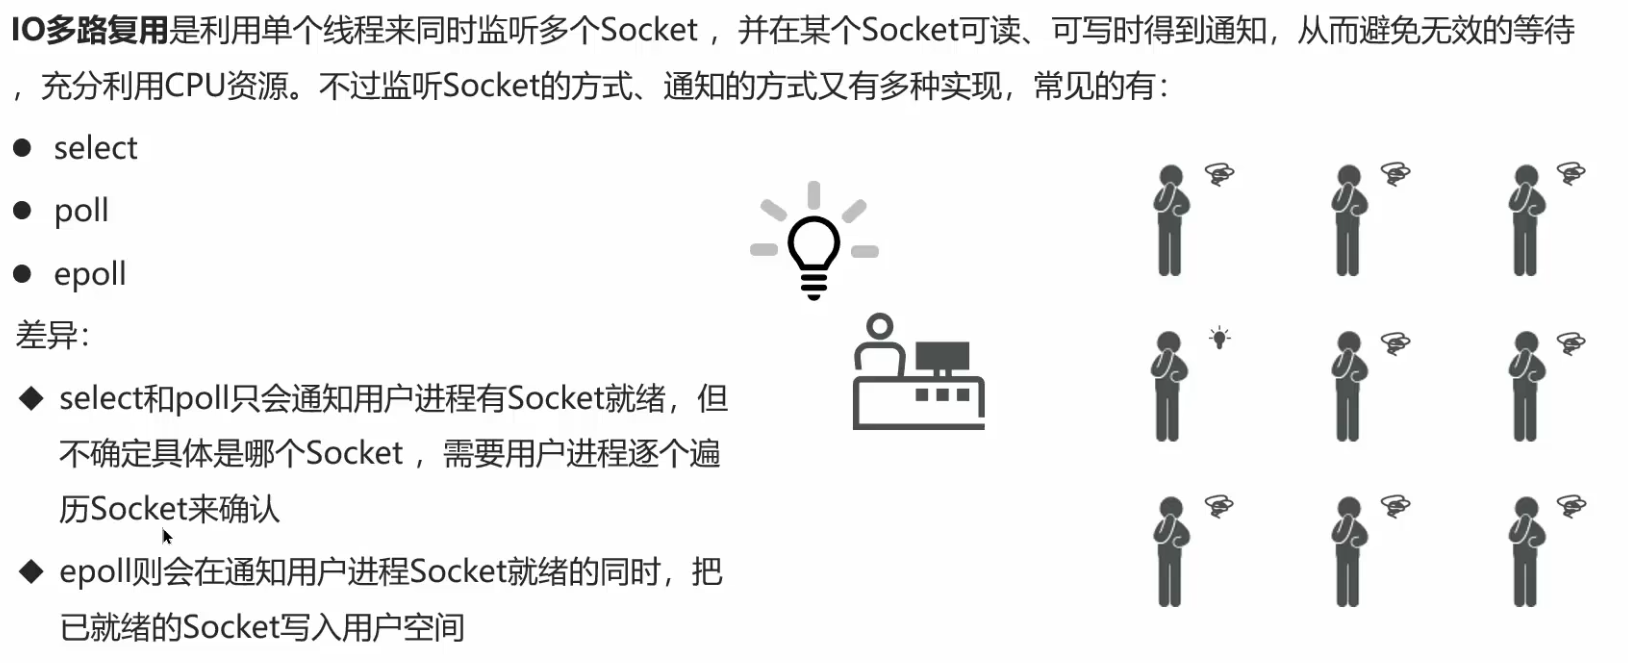 IO多路复用是利用单个线程来同时监听多个Socket ，并在某个Socket可读、可写时得到通知，从而避免无效的等待
，充分利用CPU资源。不过监听Socket的方式、通知的方式又有多种实现，常见的有：
● select
● poll
● epoll
差异：
◆ select和poll只会通知用户进程有Socket就绪，但
不确定具体是哪个Socket ，需要用户进程逐个遍
历Socket来确认
◆ epoll则会在通知用户进程Socket就绪的同时，把
已就绪的Socket写入用户空间